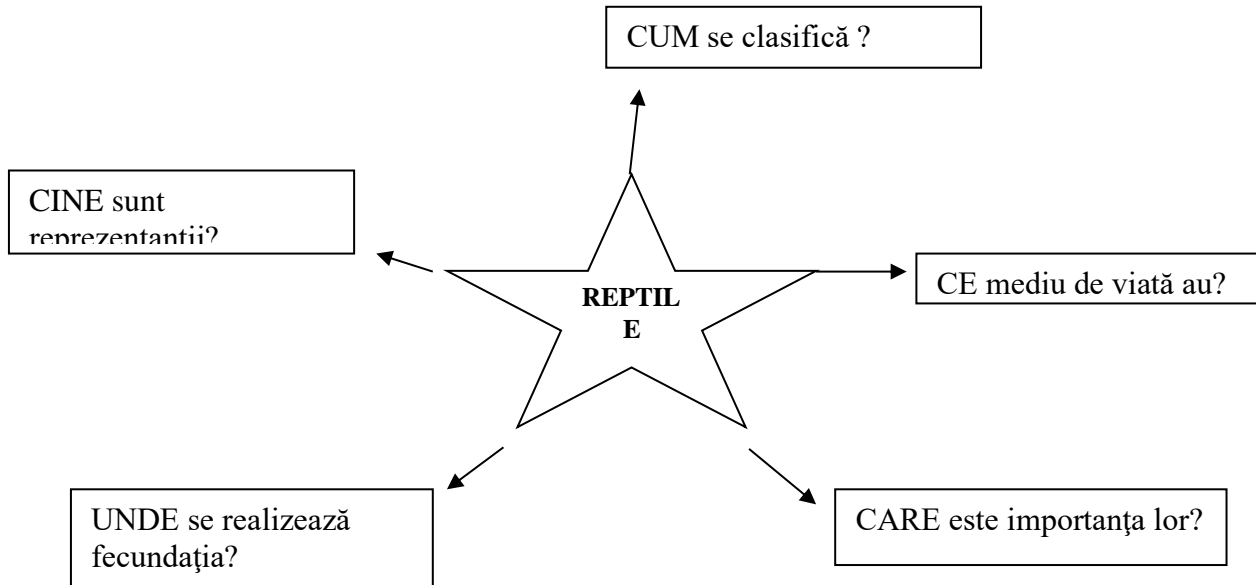 CUM se clasifică ?
CINE sunt
reprezentantii?
REPTIL
E
CE mediu de viată au?
UNDE se realizează
fecundaţia?
CARE este importanţa lor?